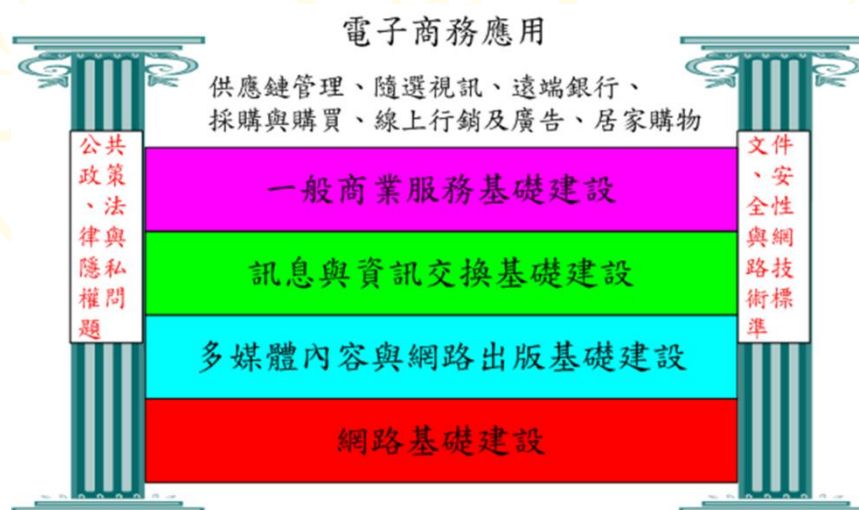 電子商務應用
供應鏈管理、隨選視訊、遠端銀行、
採購與購買、線上行銷及廣告、居家購物
公共
政策
、法
律與
隱私
權問
題
一般商業服務基礎建設
訊息與資訊交換基礎建設
多媒體內容與網路出版基礎建設
網路基礎建設
文件
、安
全性
與網
路技
術標
準